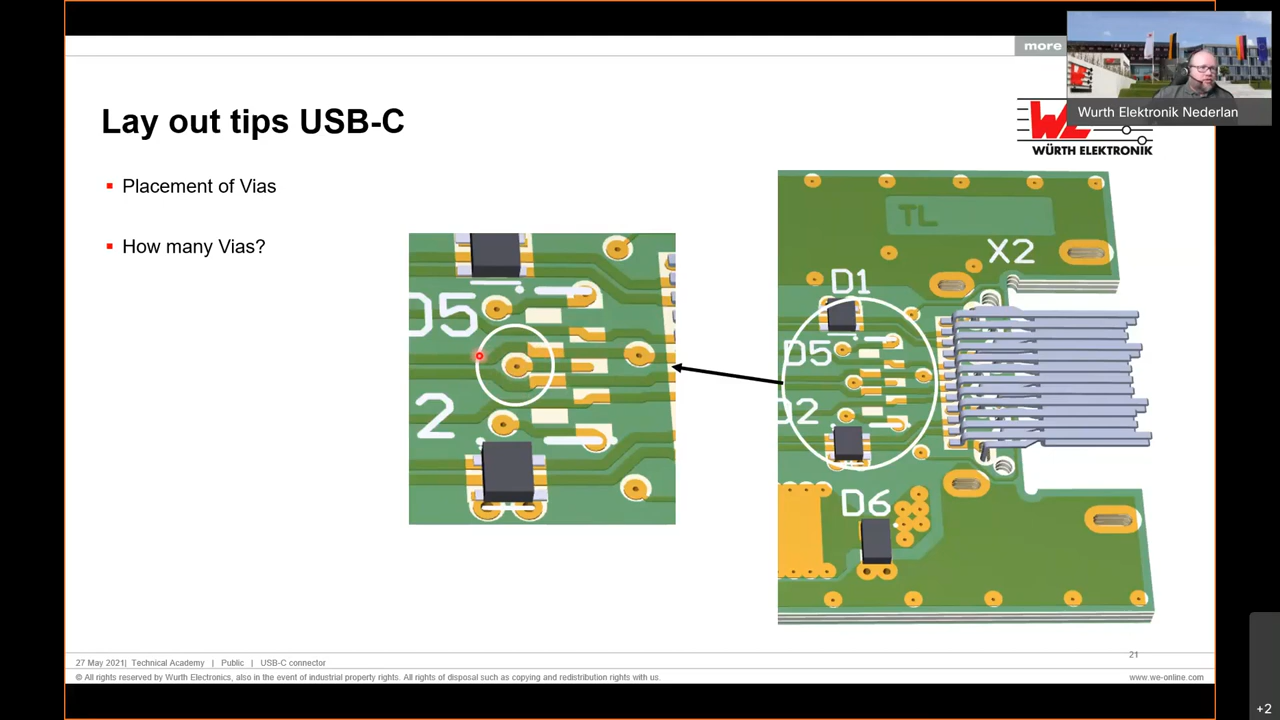 more
Wurth Elektronik Nederlan
WE
WÜRTH ELEKTRONIK
Lay out tips USB-C
Placement of Vias
How many Vias?
D5
2
TL
X2
D1
D5
D2
D6
21
27 May 2021| Technical Academy | Public | USB-C connector
© All rights reserved by Wurth Electronics, also in the event of industrial property rights. All rights of disposal such as copying and redistribution rights with us.
www.we-online.com
+2